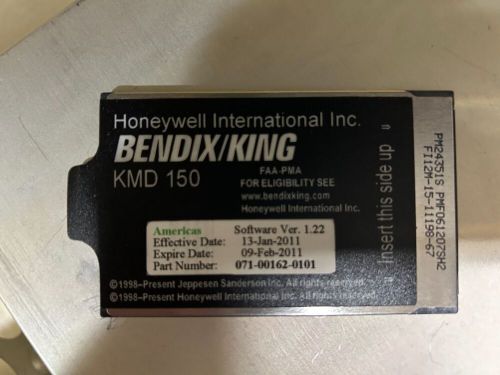 Honeywell International Inc.
BENDIX/KING
KMD 150
FAA-PMA
FOR ELIGIBILITY SEE
www.bendixking.com
Honeywell International Inc.
Americas Software Ver. 1.22
Effective Date: 13-Jan-2011
Expire Date: 09-Feb-2011
Part Number: 071-00162-0101
©1998–Present Jeppesen Sanderson Inc. All rights reserved
©1998–Present Honeywell International Inc. All rights reserved
Insert this side up
PM24351S PMF061207SH2
FI12M-15-11198-67